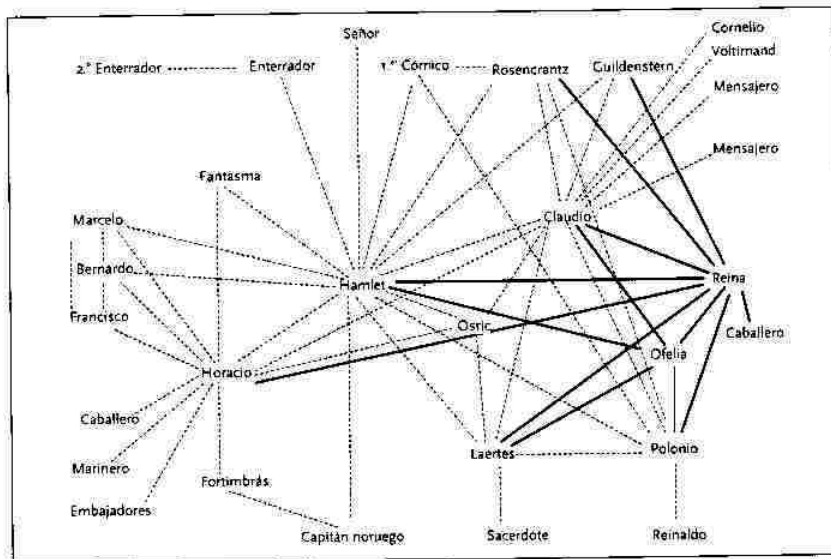 Señor
Cornelio
Voltimand
2.º Enterrador
Enterrador
1.er Cómico
Rosencrantz
Guildenstern
Mensajero
Mensajero
Fantasma
Marcelo
Claudio
Bernardo
Hamlet
Reina
Francisco
Osric
Caballero
Ofelia
Horacio
Caballero
Laertes
Polonio
Marinero
Fortimbrás
Embajadores
Capitán noruego
Sacerdote
Reinaldo